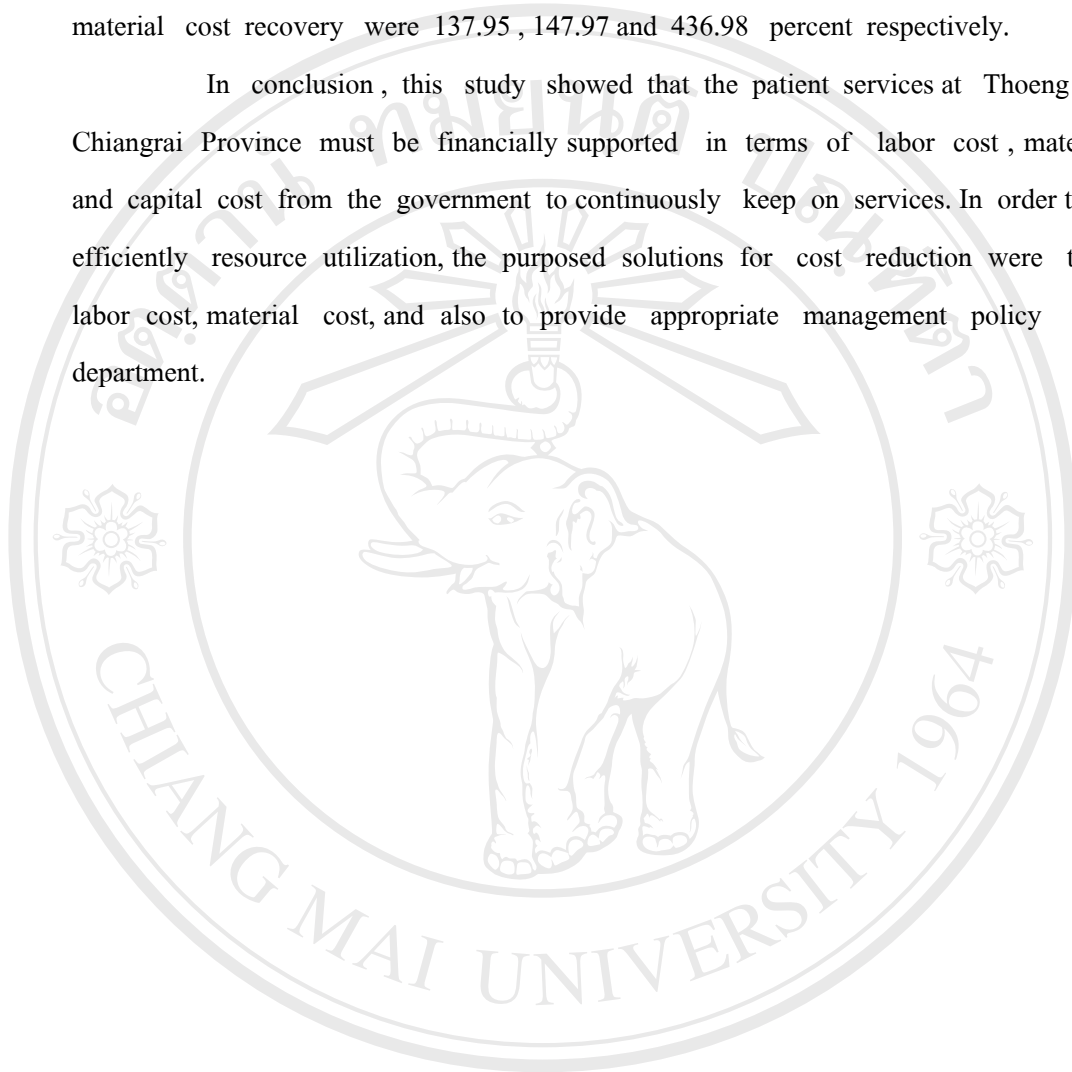 material cost recovery were 137.95 , 147.97 and 436.98 percent respectively.
In conclusion , this study showed that the patient services at Thoeng
Chiangrai Province must be financially supported in terms of labor cost , mate
and capital cost from the government to continuously keep on services. In order t
efficiently resource utilization, the purposed solutions for cost reduction were t
labor cost, material cost, and also to provide appropriate management policy
department.
CHIANG MAI UNIVERSITY 1964